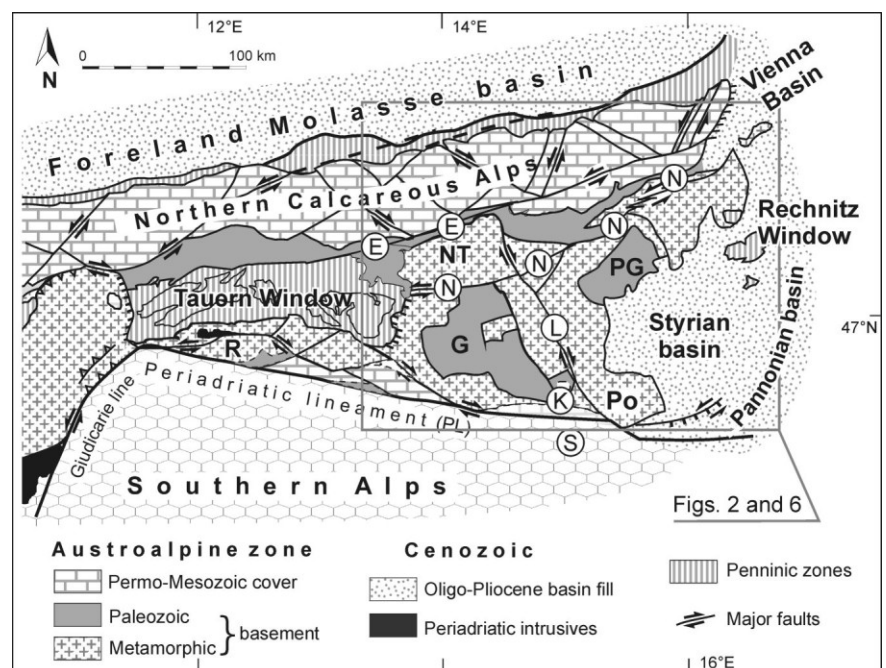 12°E
14°E
0
100 km
N
Foreland Molasse basin
Vienna
Basin
Northern Calcareous Alps
N
E
E
N
NT
N
N
PG
Rechnitz
Window
Tauern Window
G
L
Styrian
basin
47°N
R
Po
K
S
Pannonian basin
Periadriatic lineament (PL)
Giudicarie line
Southern Alps
Figs. 2 and 6
Austroalpine zone
Permo-Mesozoic cover
Paleozoic
Metamorphic
basement
Cenozoic
Oligo-Pliocene basin fill
Periadriatic intrusives
Penninic zones
Major faults
16°E